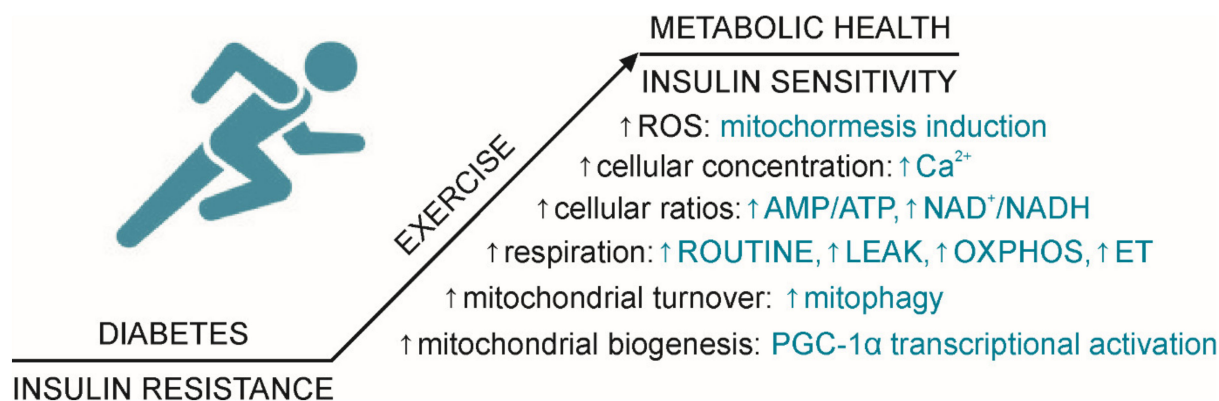 METABOLIC HEALTH
INSULIN SENSITIVITY
↑ROS: mitochormesis induction
↑cellular concentration:↑Ca²⁺
↑cellular ratios:↑AMP/ATP,↑NAD⁺/NADH
↑respiration:↑ROUTINE,↑LEAK,↑OXPHOS,↑ET
↑mitochondrial turnover: ↑mitophagy
↑mitochondrial biogenesis: PGC-1α transcriptional activation
EXERCISE
DIABETES
INSULIN RESISTANCE